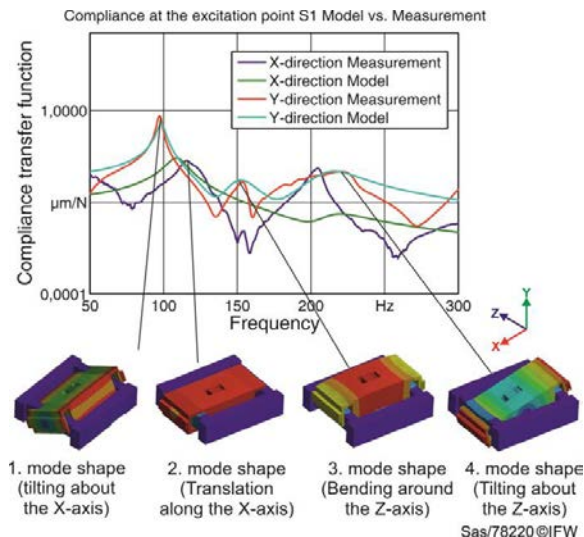 Compliance at the excitation point S1 Model vs. Measurement
X-direction Measurement
X-direction Model
Y-direction Measurement
Y-direction Model
Compliance transfer function
1,0000
µm/N
0,0001
50 100 150 200 Hz 300
Frequency
Y
Z
X
1. mode shape
(tilting about
the X-axis)
2. mode shape
(Translation
along the X-axis)
3. mode shape
(Bending around
the Z-axis)
4. mode shape
(Tilting about
the Z-axis)
Sas/78220 ©IFW